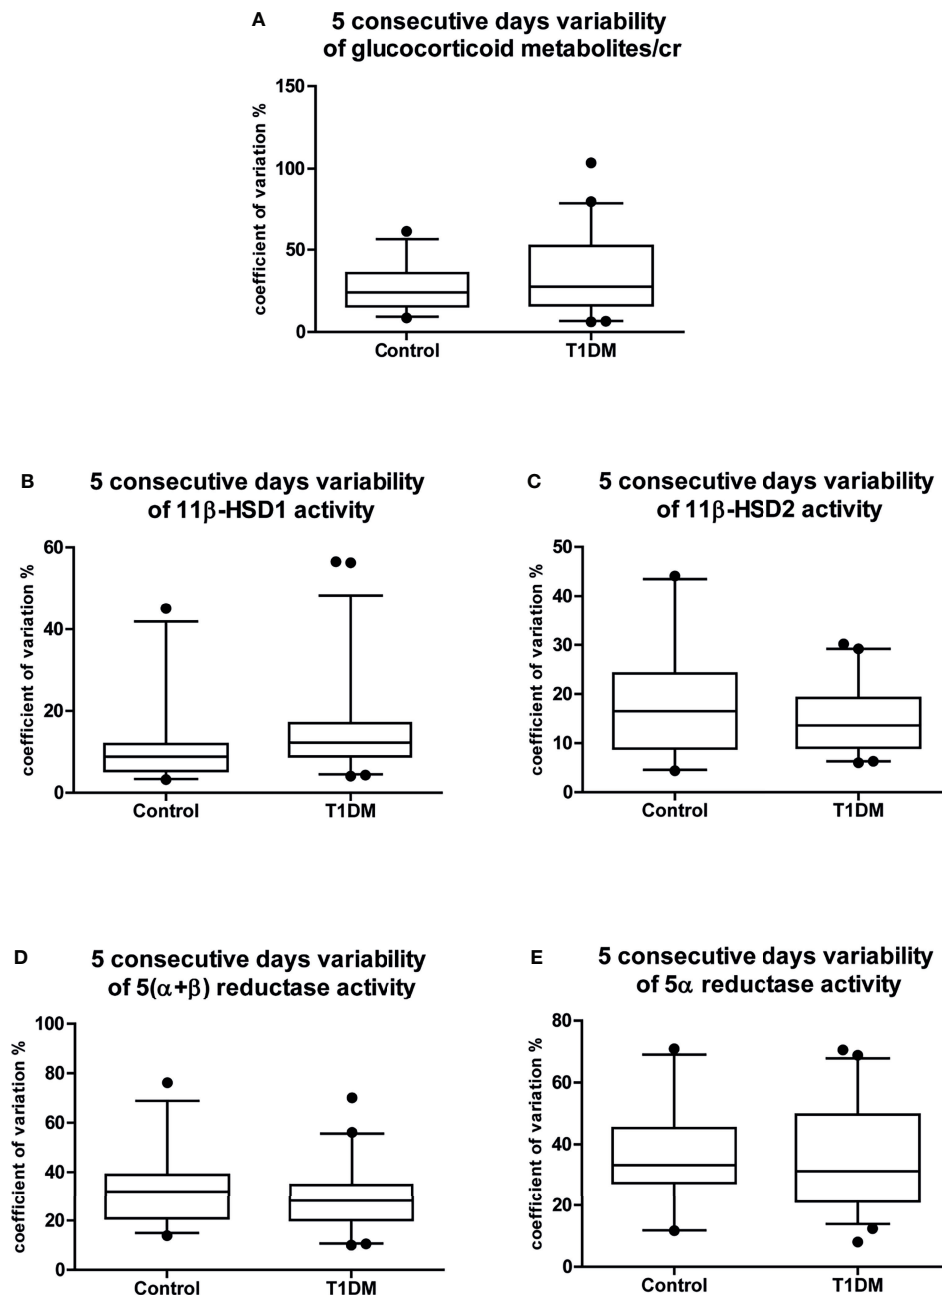 A
5 consecutive days variability
of glucocorticoid metabolites/cr
coefficient of variation %
150
100
50
0
Control
T1DM
B
5 consecutive days variability
of 11β-HSD1 activity
coefficient of variation %
60
40
20
0
Control
T1DM
C
5 consecutive days variability
of 11β-HSD2 activity
coefficient of variation %
50
40
30
20
10
0
Control
T1DM
D
5 consecutive days variability
of 5(α+β) reductase activity
coefficient of variation %
100
80
60
40
20
0
Control
T1DM
E
5 consecutive days variability
of 5α reductase activity
coefficient of variation %
80
60
40
20
0
Control
T1DM